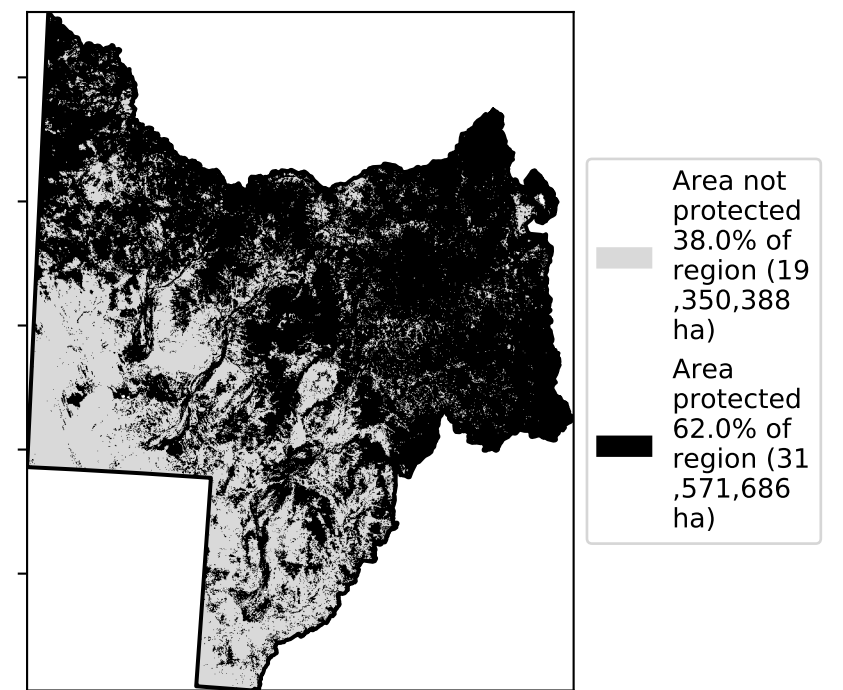 Area not
protected
38.0% of
region (19
,350,388
ha)
Area
protected
62.0% of
region (31
,571,686
ha)